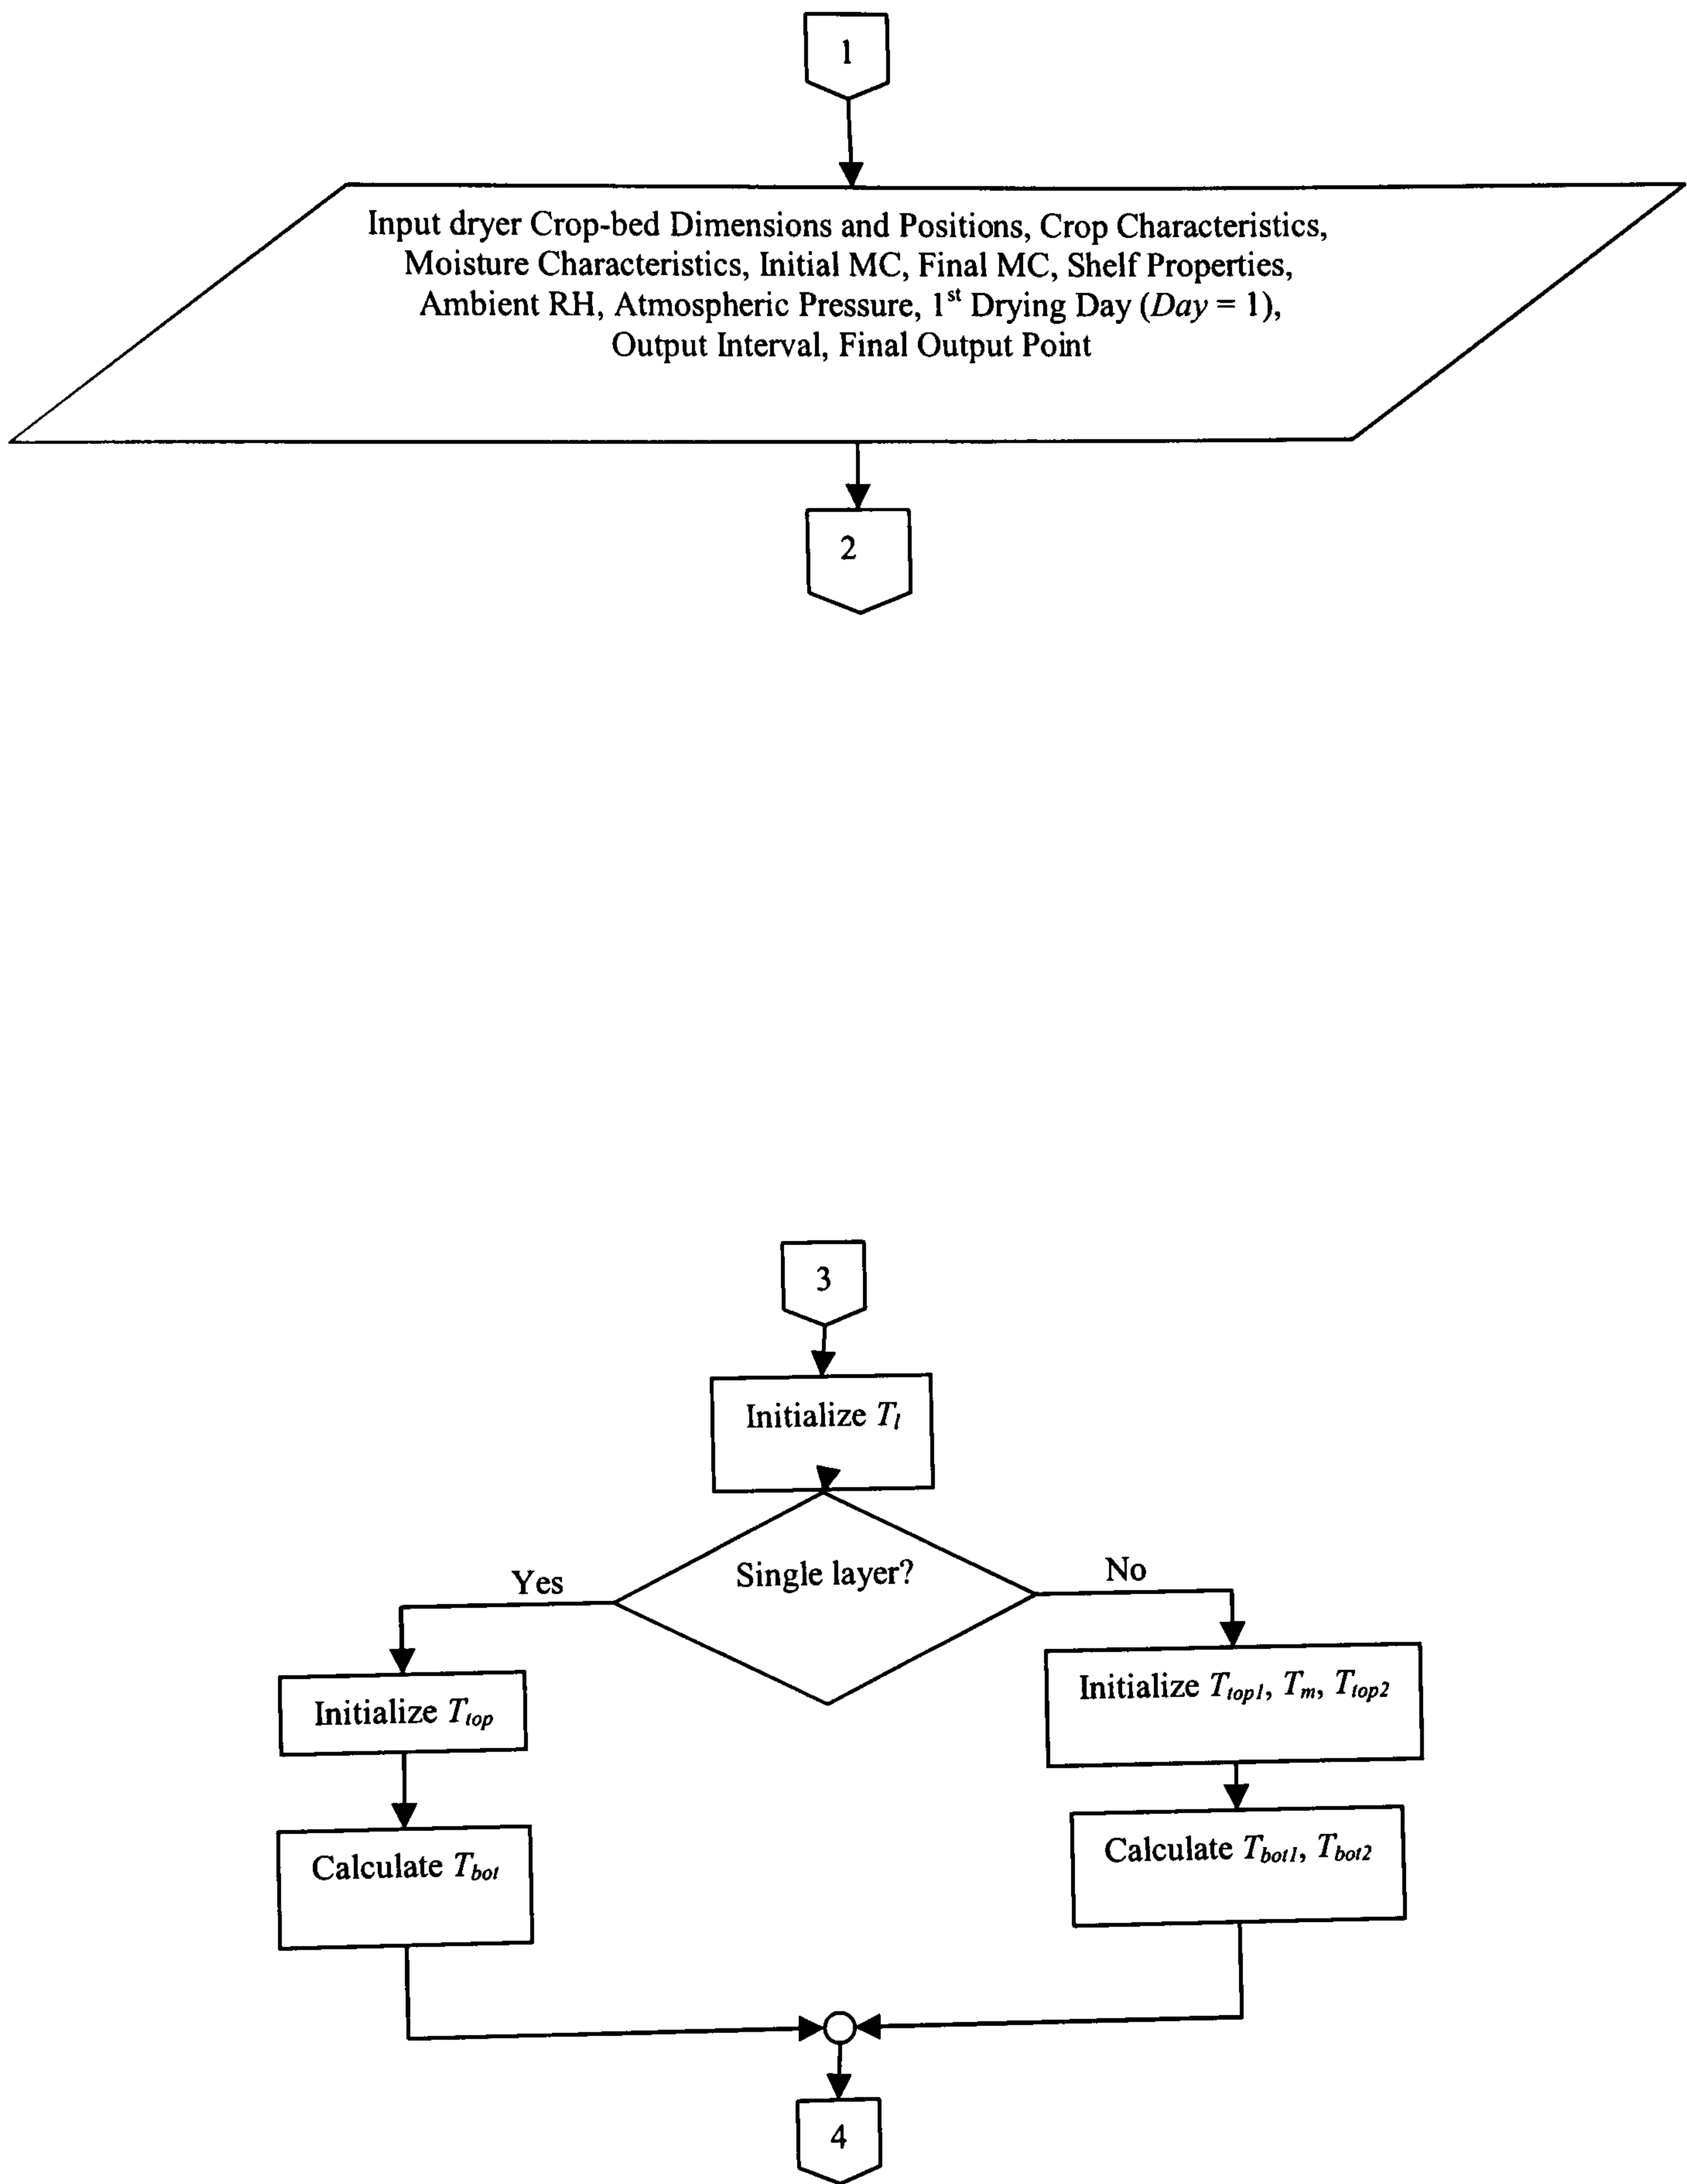 1
Input dryer Crop-bed Dimensions and Positions, Crop Characteristics,
Moisture Characteristics, Initial MC, Final MC, Shelf Properties,
Ambient RH, Atmospheric Pressure, 1st Drying Day (Day = 1),
Output Interval, Final Output Point
2
3
Initialize Tl
Single layer?
Yes
No
Initialize Ttop
Initialize Ttop1, Tm, Ttop2
Calculate Tbot
Calculate Tbot1, Tbot2
4